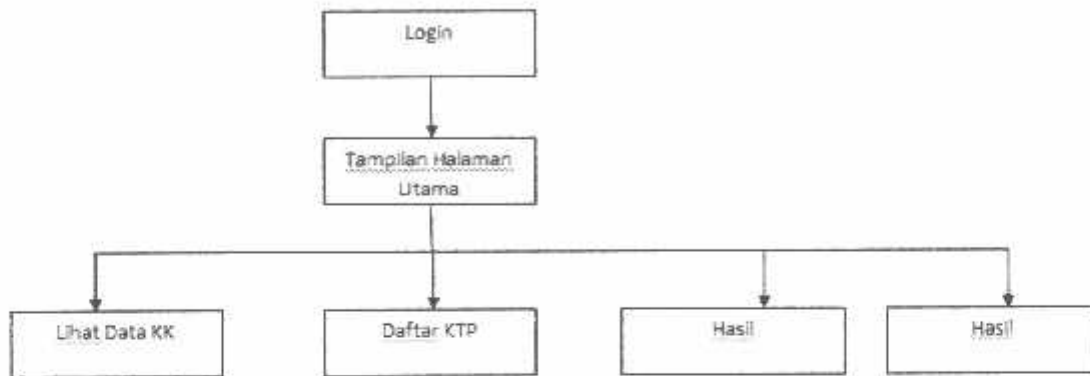 Login
Tampilan Halaman
Utama
Lihat Data KK
Daftar KTP
Hasil
Hasil